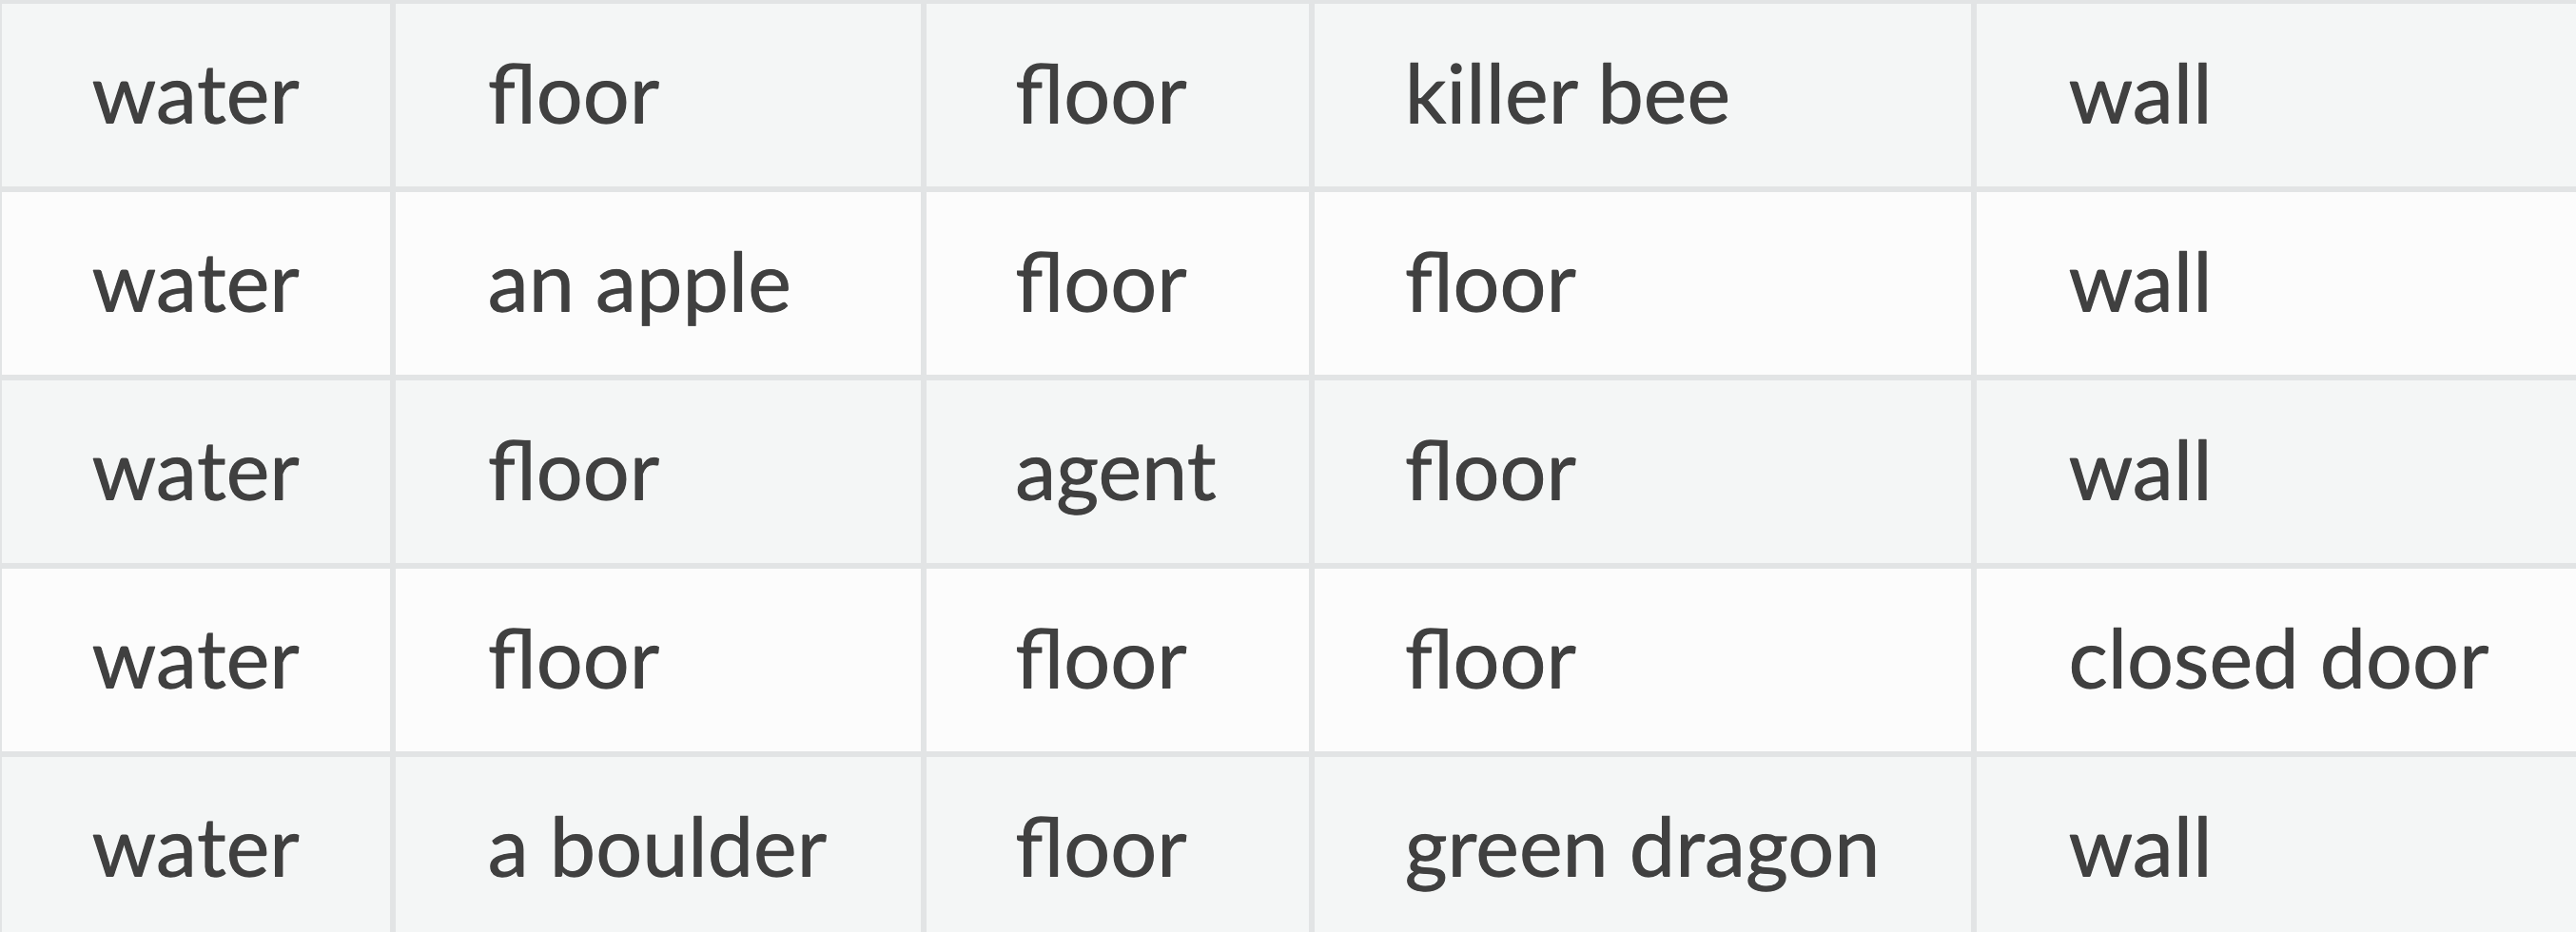 water floor floor killer bee wall
water an apple floor floor wall
water floor agent floor wall
water floor floor floor closed door
water a boulder floor green dragon wall